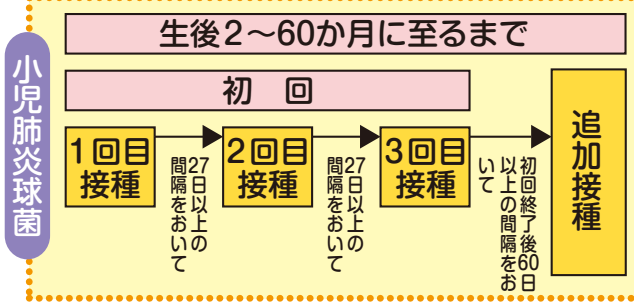 小児肺炎球菌
生後2～60か月に至るまで
初　回
1回目
接種
27日以上の
間隔をおいて
2回目
接種
27日以上の
間隔をおいて
3回目
接種
初回終了後60日
以上の間隔をお
いて
追加接種